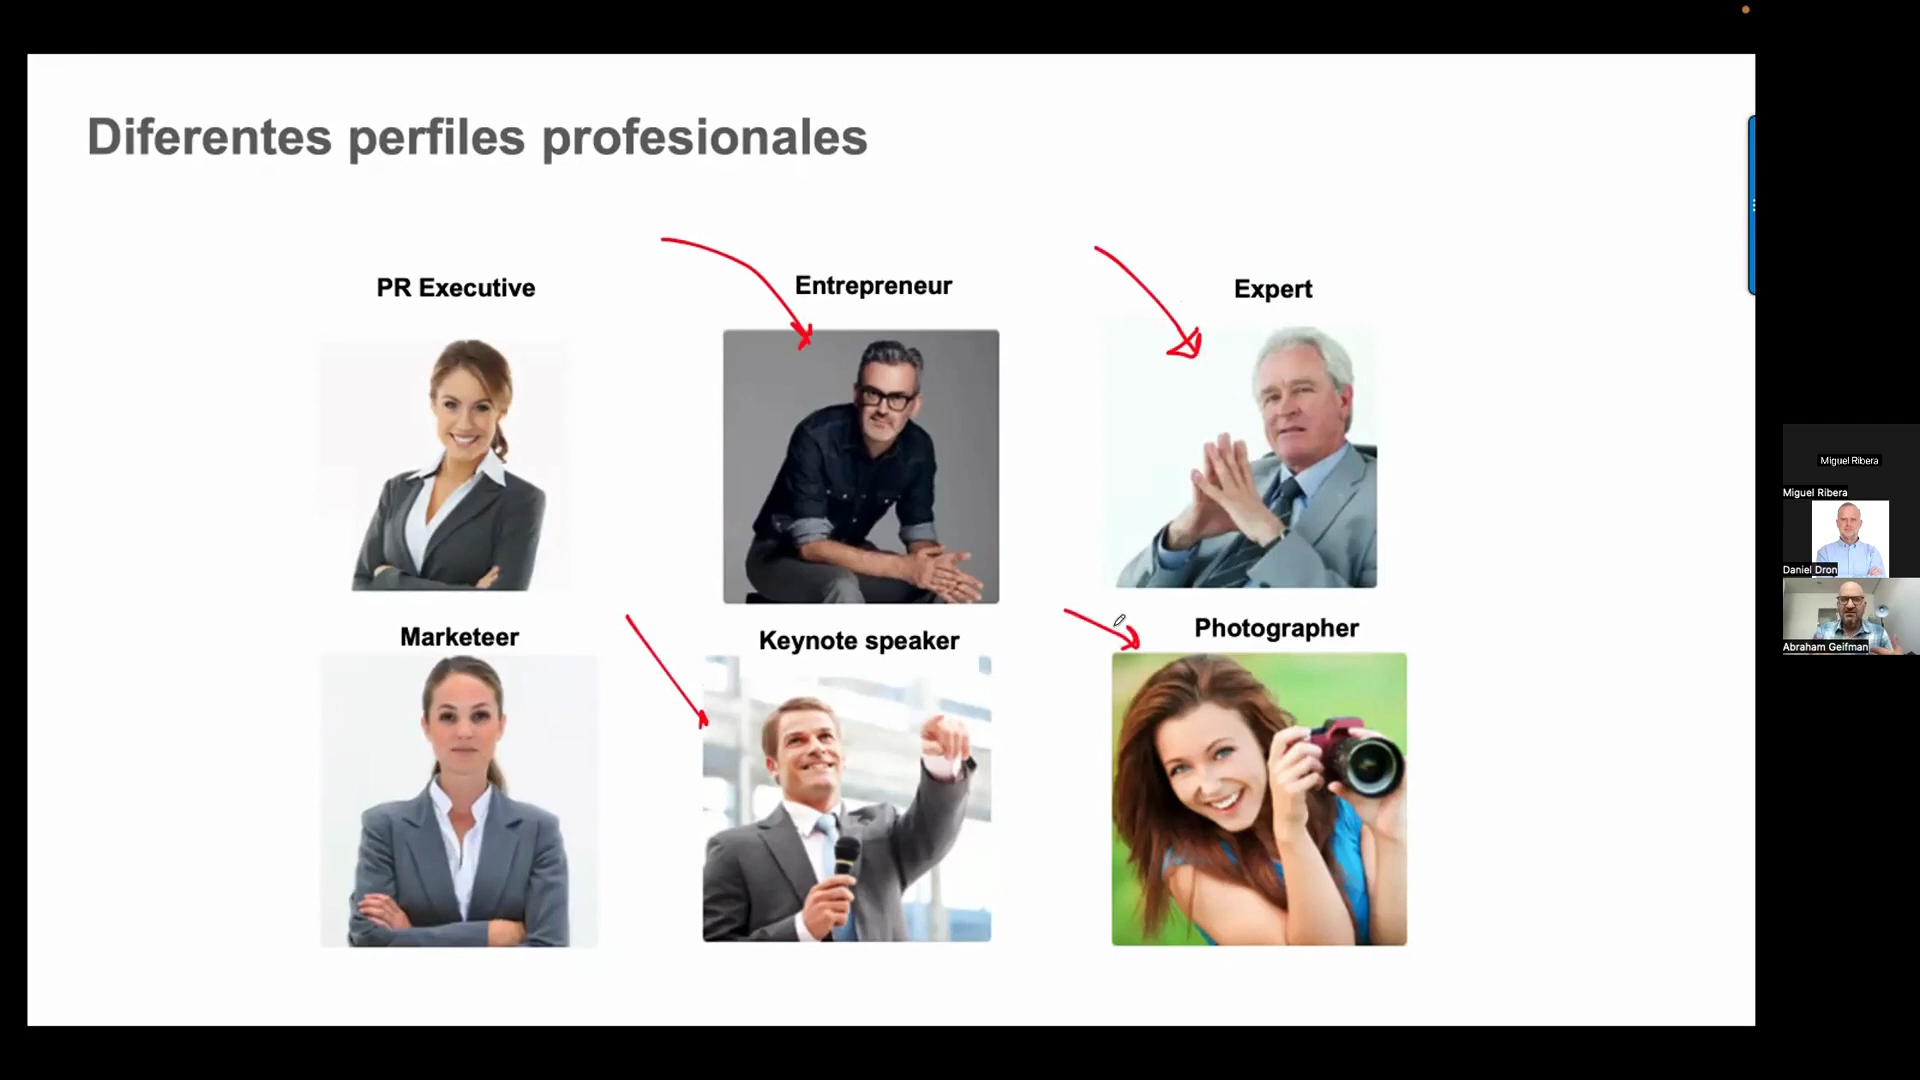 Diferentes perfiles profesionales
PR Executive
Entrepreneur
Expert
Marketeer
Keynote speaker
Photographer
Miguel Ribera
Miguel Ribera
Daniel Dron
Abraham Geifman